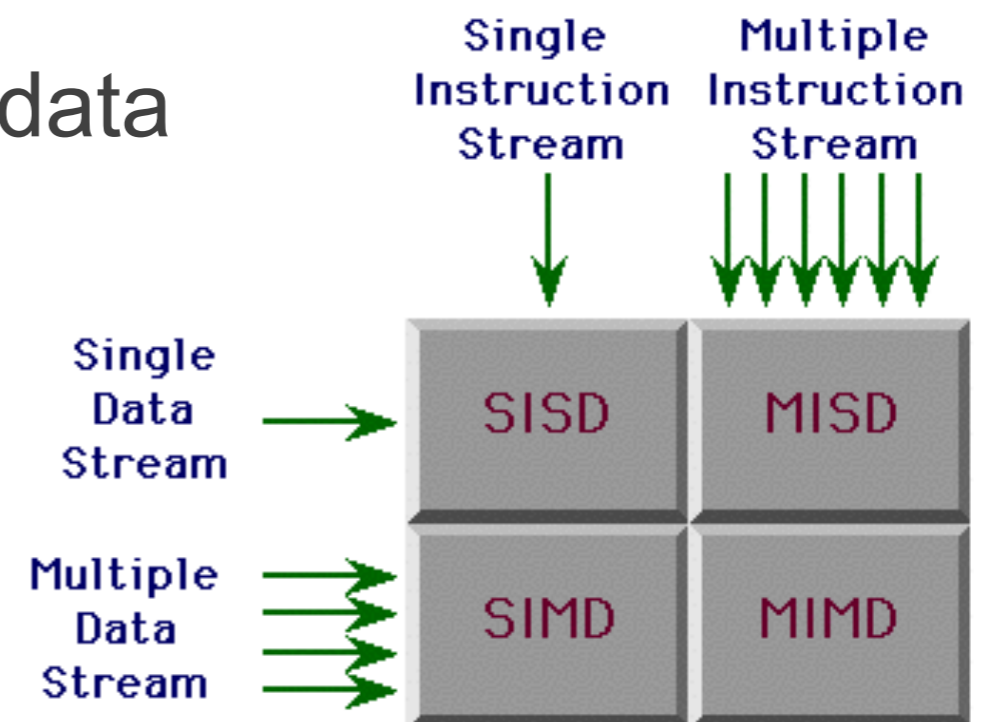 data
Single
Instruction
Stream
Multiple
Instruction
Stream
Single
Data
Stream
SISD
MISD
Multiple
Data
Stream
SIMD
MIMD